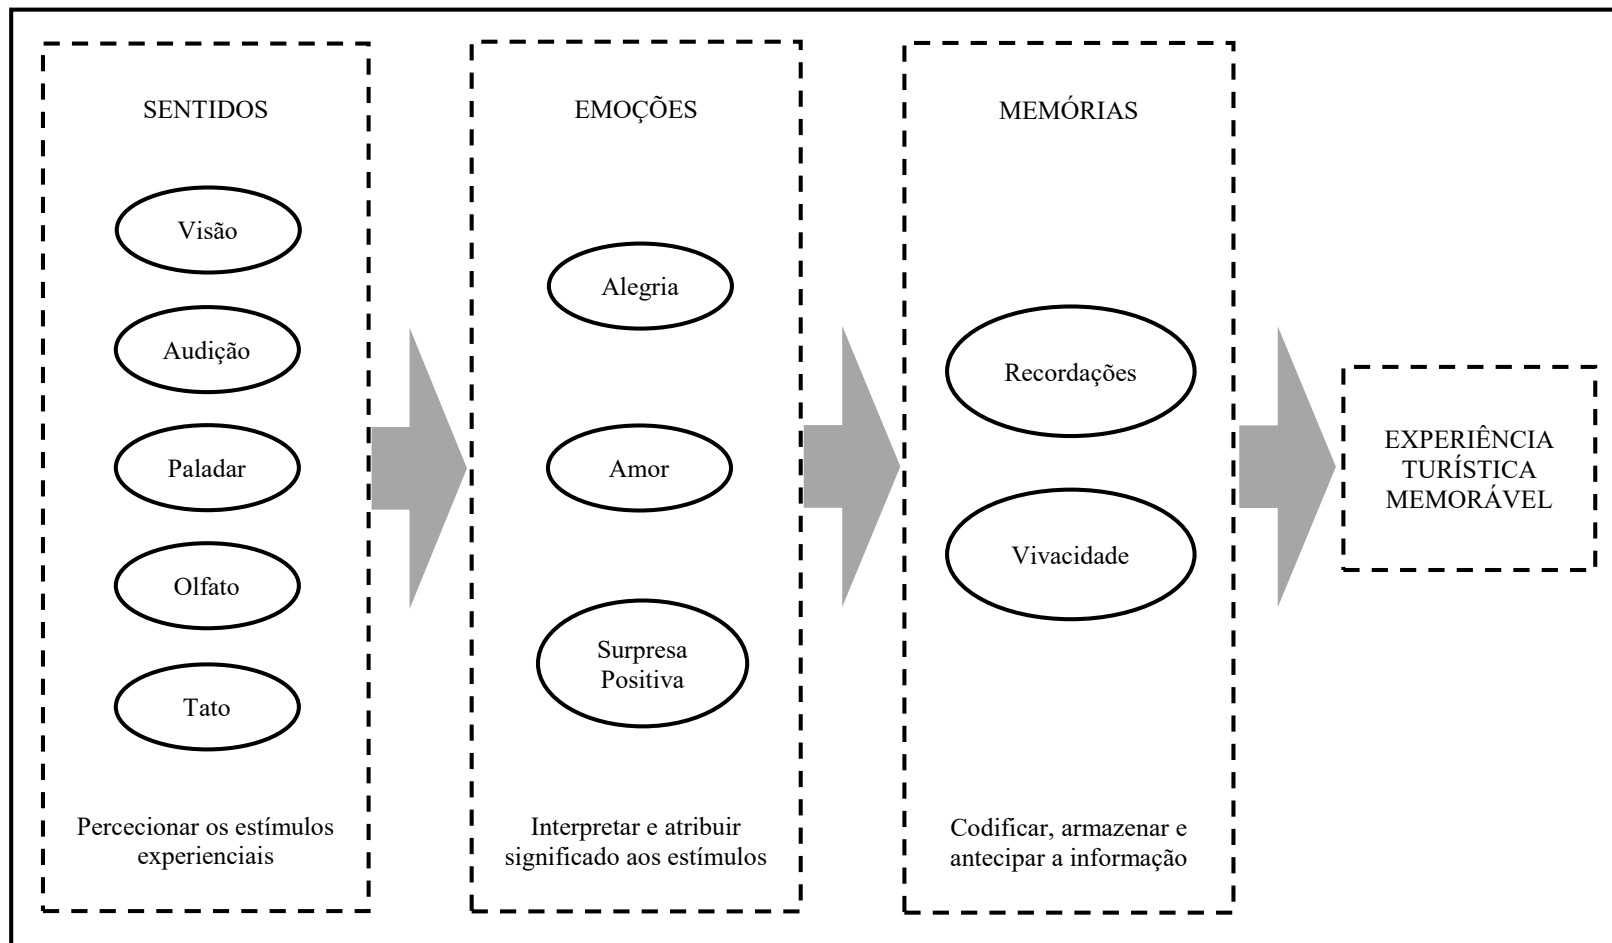 SENTIDOS
Visão
Audição
Paladar
Olfato
Tato
Percecionar os estímulos
experienciais
EMOÇÕES
Alegria
Amor
Surpresa
Positiva
Interpretar e atribuir
significado aos estímulos
MEMÓRIAS
Recordações
Vivacidade
Codificar, armazenar e
antecipar a informação
EXPERIÊNCIA
TURÍSTICA
MEMORÁVEL